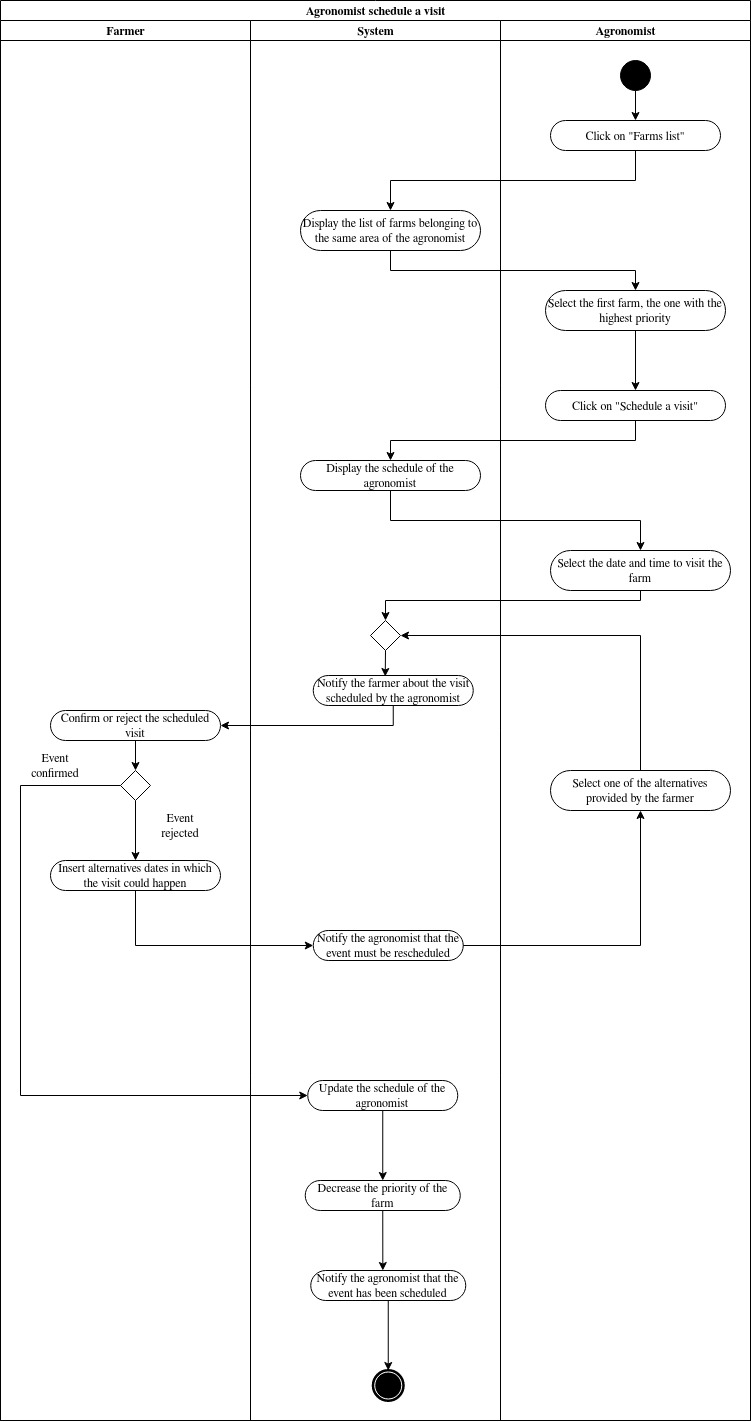 Agronomist schedule a visit
Farmer
System
Agronomist
Click on "Farms list"
Display the list of farms belonging to
the same area of the agronomist
Select the first farm, the one with the
highest priority
Click on "Schedule a visit"
Display the schedule of the
agronomist
Select the date and time to visit the
farm
Notify the farmer about the visit
scheduled by the agronomist
Confirm or reject the scheduled
visit
Event
confirmed
Event
rejected
Select one of the alternatives
provided by the farmer
Insert alternatives dates in which
the visit could happen
Notify the agronomist that the
event must be rescheduled
Update the schedule of the
agronomist
Decrease the priority of the
farm
Notify the agronomist that the
event has been scheduled